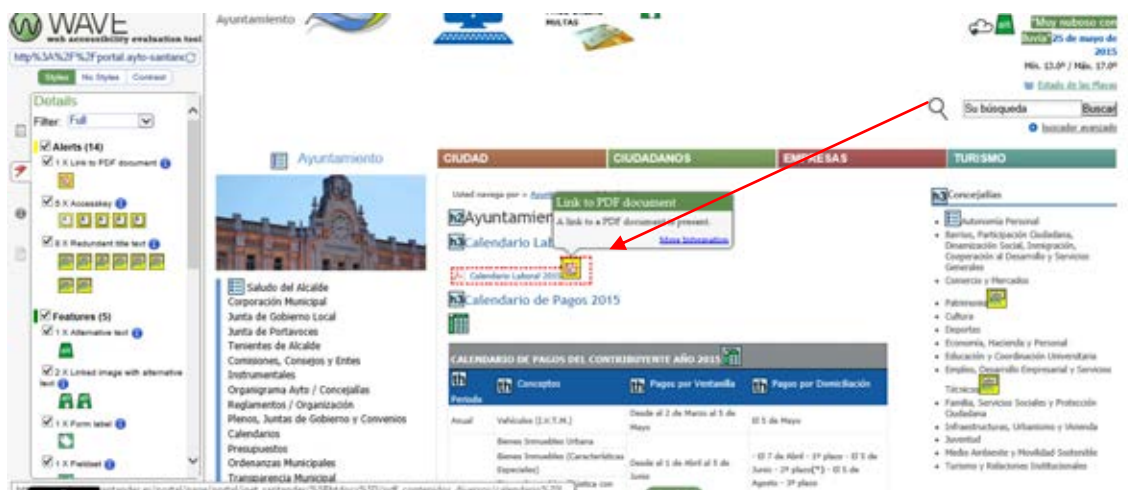 WAVE
web accessibility evaluation tool
Styles No Styles Contrast
Details
Filter: Full
Alerts (14)
1 X Link to PDF document
5 X Accesskey
8 X Redundant title text
Features (5)
1 X Alternative text
2 X Linked image with alternative
text
1 X Form label
1 X Fieldset
Ayuntamiento
MULTAS
"Muy nuboso con
lluvia" 25 de mayo de
2015
Mín. 13.0º / Máx. 17.0º
Estado de las Playas
Su búsqueda Buscar
buscador avanzado
Ayuntamiento
CIUDAD CIUDADANOS EMPRESAS TURISMO
Saludo del Alcalde
Corporación Municipal
Junta de Gobierno Local
Junta de Portavoces
Tenientes de Alcalde
Comisiones, Consejos y Entes
Instrumentales
Organigrama Ayto / Concejalías
Reglamentos / Organización
Plenos, Juntas de Gobierno y Convenios
Calendarios
Presupuestos
Ordenanzas Municipales
Transparencia Municipal
Usted navega por »
Link to PDF document
A link to a PDF document is present.
More Information
h2 Ayuntamien
h3 Calendario Lab
Calendario Laboral 2015
h3 Calendario de Pagos 2015
CALENDARIO DE PAGOS DEL CONTRIBUYENTE AÑO 2015
th Periodo th Conceptos th Pagos por Ventanilla th Pagos por Domiciliación
Anual Vehículos (I.V.T.M.) Desde el 2 de Marzo al 5 de
Mayo El 5 de Mayo
Bienes Inmuebles Urbana
Bienes Inmuebles (Características
Especiales)
Desde el 1 de Abril al 5 de
Junio
- El 7 de Abril - 1º plazo - El 5 de
Junio - 2º plazo(*) - El 5 de
Agosto - 3º plazo
h3 Concejalías
Autonomía Personal
Barrios, Participación Ciudadana,
Dinamización Social, Inmigración,
Cooperación al Desarrollo y Servicios
Generales
Comercio y Mercados
Patrimonio
Cultura
Deportes
Economía, Hacienda y Personal
Educación y Coordinación Universitaria
Empleo, Desarrollo Empresarial y Servicios
Técnicos
Familia, Servicios Sociales y Protección
Ciudadana
Infraestructuras, Urbanismo y Vivienda
Juventud
Medio Ambiente y Movilidad Sostenible
Turismo y Relaciones Institucionales